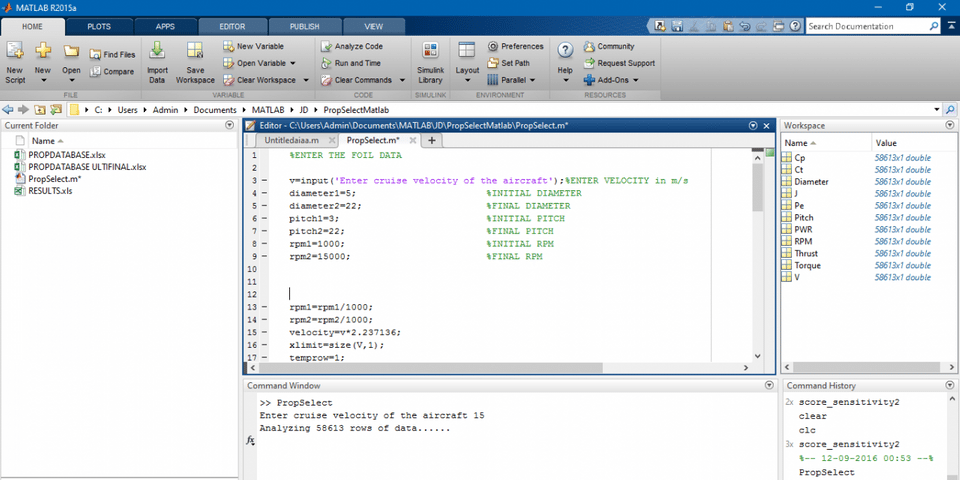 MATLAB R2015a
HOME PLOTS APPS EDITOR PUBLISH VIEW
Search Documentation
New Script
New
Open
Find Files
Compare
Import Data
Save Workspace
New Variable
Open Variable
Clear Workspace
Analyze Code
Run and Time
Clear Commands
Simulink Library
Layout
Preferences
Set Path
Parallel
Help
Community
Request Support
Add-Ons
FILE VARIABLE CODE SIMULINK ENVIRONMENT RESOURCES
C: Users Admin Documents MATLAB JD PropSelectMatlab
Current Folder
Name
PROPDATABASE.xlsx
PROPDATABASE ULTIFINAL.xlsx
PropSelect.m*
RESULTS.xls
Editor - C:\Users\Admin\Documents\MATLAB\JD\PropSelectMatlab\PropSelect.m*
Untitledaiaa.m PropSelect.m*
1 %ENTER THE FOIL DATA
2
3 v=input('Enter cruise velocity of the aircraft');%ENTER VELOCITY in m/s
4 diameter1=5; %INITIAL DIAMETER
5 diameter2=22; %FINAL DIAMETER
6 pitch1=3; %INITIAL PITCH
7 pitch2=22; %FINAL PITCH
8 rpm1=1000; %INITIAL RPM
9 rpm2=15000; %FINAL RPM
10
11
12
13 rpm1=rpm1/1000;
14 rpm2=rpm2/1000;
15 velocity=v*2.237136;
16 xlimit=size(V,1);
17 temprow=1;
Command Window
>> PropSelect
Enter cruise velocity of the aircraft 15
Analyzing 58613 rows of data......
fx
Workspace
Name Value
Cp 58613x1 double
Ct 58613x1 double
Diameter 58613x1 double
J 58613x1 double
Pe 58613x1 double
Pitch 58613x1 double
PWR 58613x1 double
RPM 58613x1 double
Thrust 58613x1 double
Torque 58613x1 double
V 58613x1 double
Command History
2x score_sensitivity2
clear
clc
3x score_sensitivity2
%-- 12-09-2016 00:53 --%
PropSelect